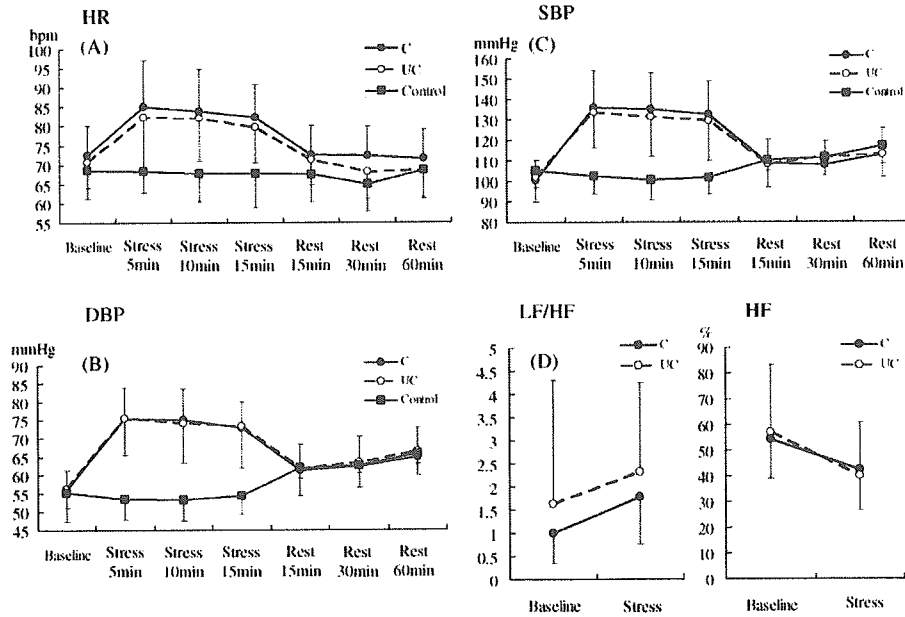 HR
bpm
(A)
C
UC
Control
100
95
90
85
80
75
70
65
60
55
Baseline Stress Stress Stress Rest Rest Rest
5min 10min 15min 15min 30min 60min
SBP
mmHg
(C)
C
UC
Control
160
150
140
130
120
110
100
90
80
Baseline Stress Stress Stress Rest Rest Rest
5min 10min 15min 15min 30min 60min
DBP
mmHg
(B)
C
UC
Control
90
85
80
75
70
65
60
55
50
45
Baseline Stress Stress Stress Rest Rest Rest
5min 10min 15min 15min 30min 60min
LF/HF
(D)
C
UC
5
4.5
4
3.5
3
2.5
2
1.5
1
0.5
0
Baseline Stress
HF
%
C
UC
90
80
70
60
50
40
30
20
10
0
Baseline Stress